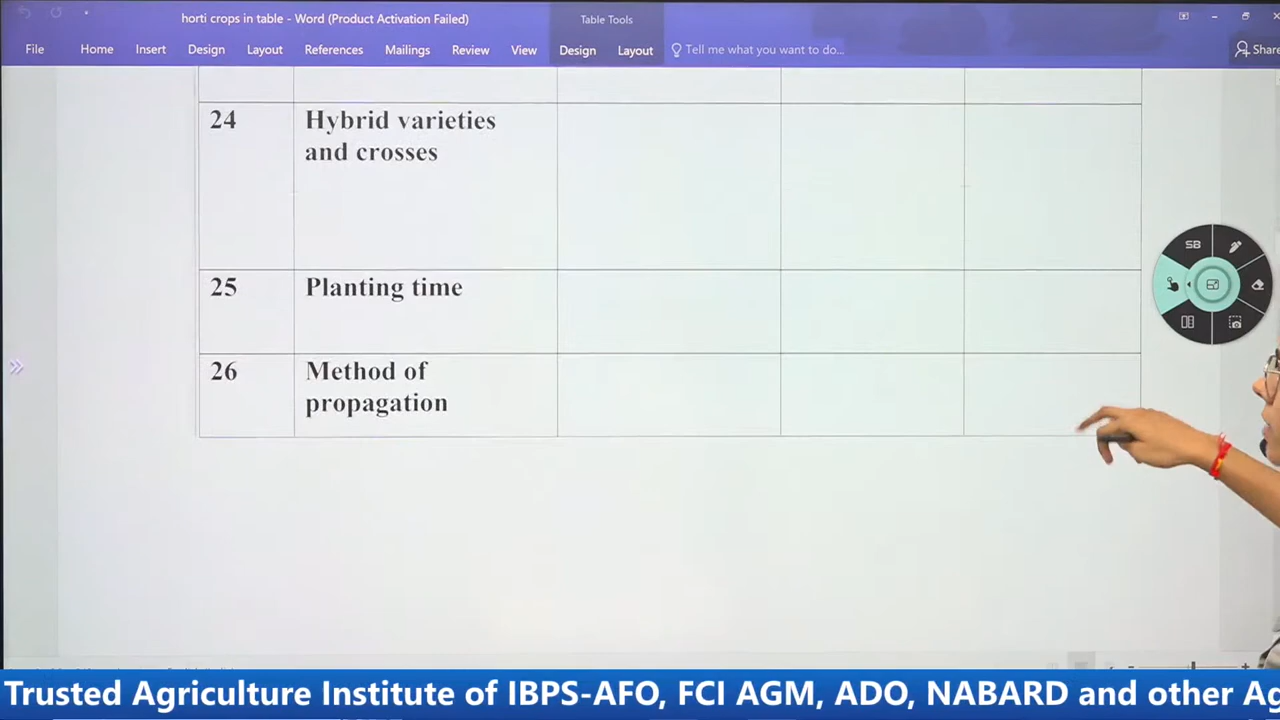 horti crops in table - Word (Product Activation Failed)
Table Tools
File Home Insert Design Layout References Mailings Review View Design Layout Tell me what you want to do... Share
24 Hybrid varieties
and crosses
SB
25 Planting time
26 Method of
propagation
Trusted Agriculture Institute of IBPS-AFO, FCI AGM, ADO, NABARD and other Ag